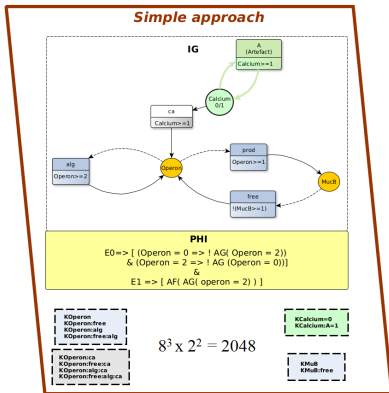 Simple approach
IG
A
(Artefact)
Calcium>=1
Calcium
0/1
ca
Calcium>=1
alg
Operon>=2
Operon
prod
Operon>=1
MucB
free
!(MucB>=1)
PHI
E0=> [ (Operon = 0 => ! AG( Operon = 2))
& (Operon = 2 => ! AG (Operon = 0))]
&
E1 => [ AF( AG( operon = 2) ) ]
KOperon
KOperon:free
KOperon:alg
KOperon:free:alg
KOperon:ca
KOperon:free:ca
KOperon:alg:ca
KOperon:free:alg:ca
8³ x 2² = 2048
KCalcium=0
KCalcium:A=1
KMuB
KMuB:free